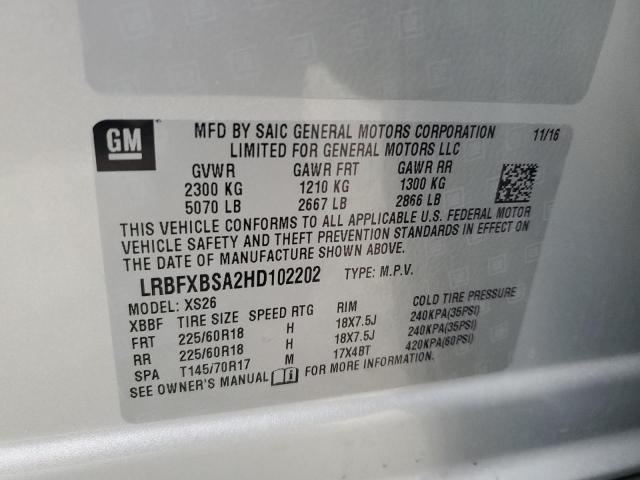 GM
MFD BY SAIC GENERAL MOTORS CORPORATION 11/16
LIMITED FOR GENERAL MOTORS LLC
GVWR GAWR FRT GAWR RR
2300 KG 1210 KG 1300 KG
5070 LB 2667 LB 2866 LB
THIS VEHICLE CONFORMS TO ALL APPLICABLE U.S. FEDERAL MOTOR
VEHICLE SAFETY AND THEFT PREVENTION STANDARDS IN EFFECT ON
THE DATE OF MANUFACTURE SHOWN ABOVE.
LRBFXBSA2HD102202 TYPE: M.P.V.
MODEL: XS26
XBBF TIRE SIZE SPEED RTG RIM COLD TIRE PRESSURE
FRT 225/60R18 H 18X7.5J 240KPA(35PSI)
RR 225/60R18 H 18X7.5J 240KPA(35PSI)
SPA T145/70R17 M 17X4BT 420KPA(60PSI)
SEE OWNER'S MANUAL FOR MORE INFORMATION.